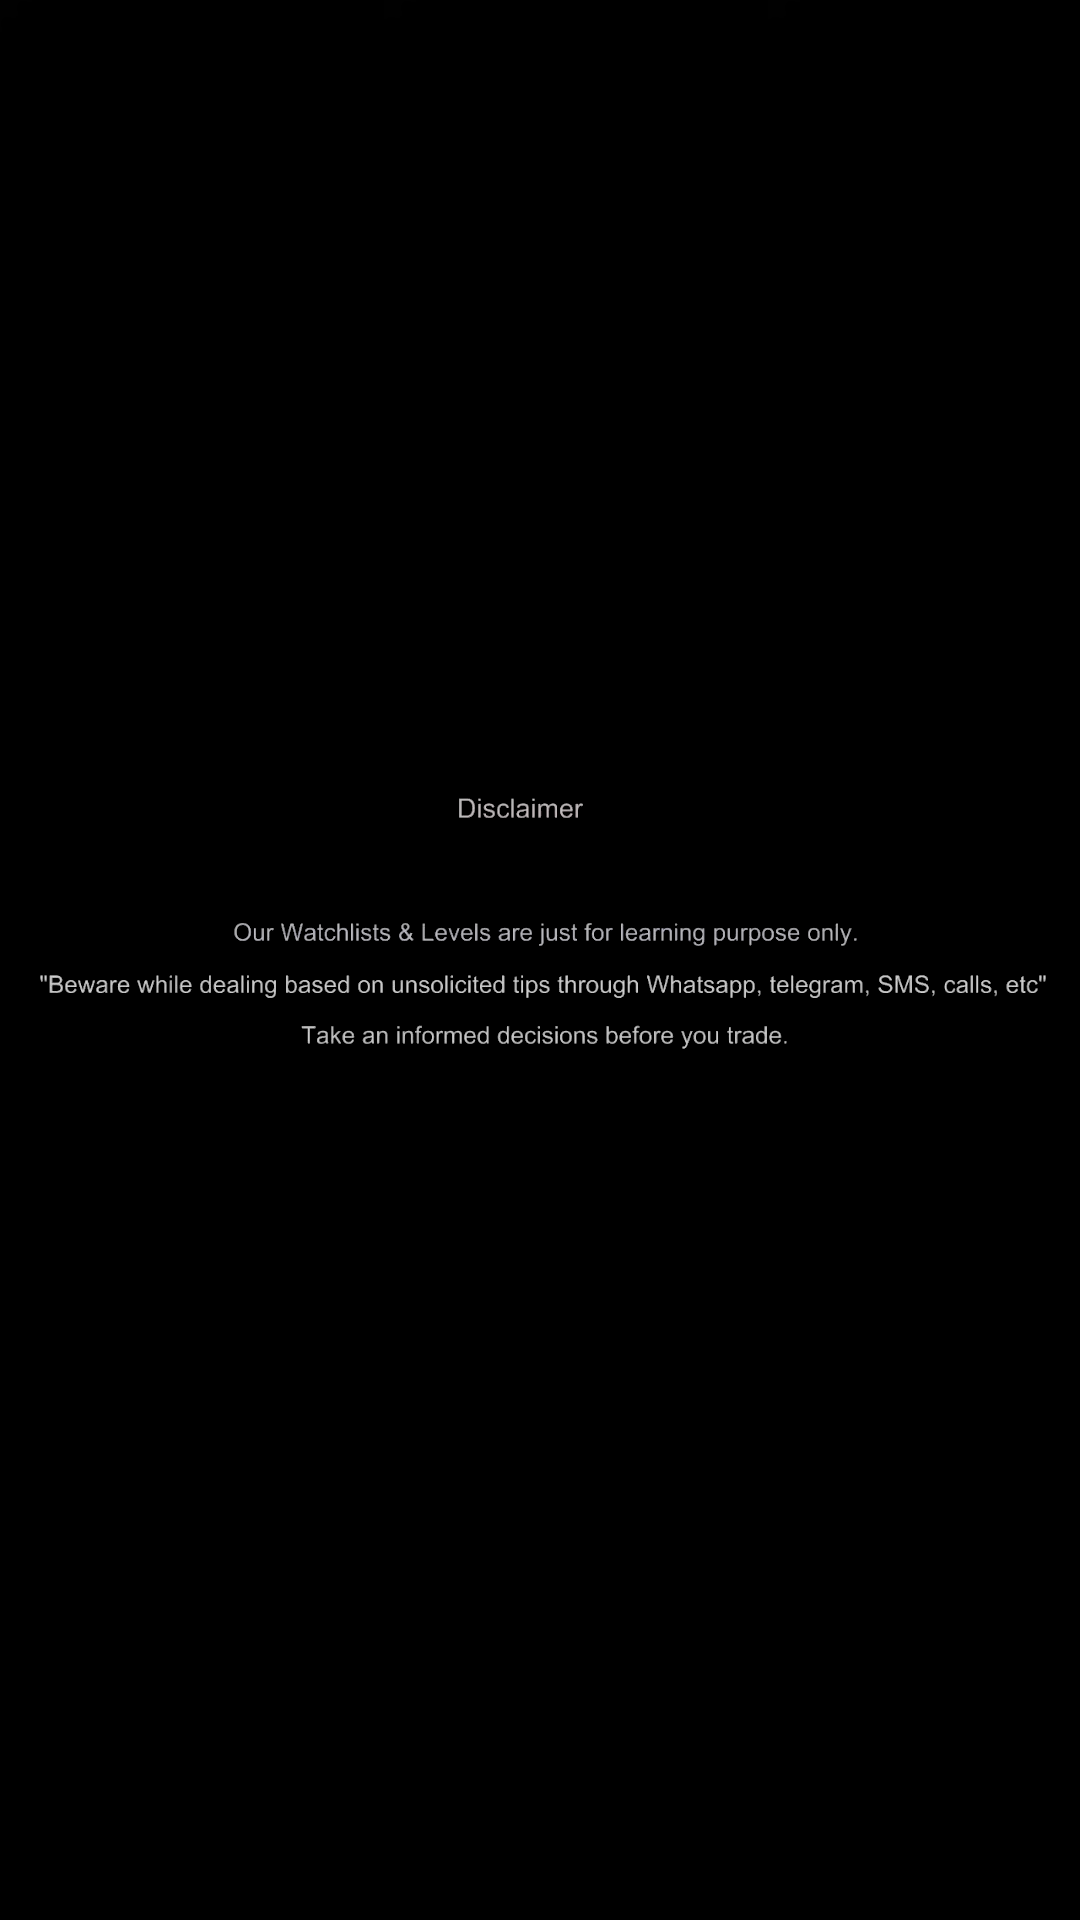 Disclaimer
Our Watchlists & Levels are just for learning purpose only.
"Beware while dealing based on unsolicited tips through Whatsapp, telegram, SMS, calls, etc"
Take an informed decisions before you trade.